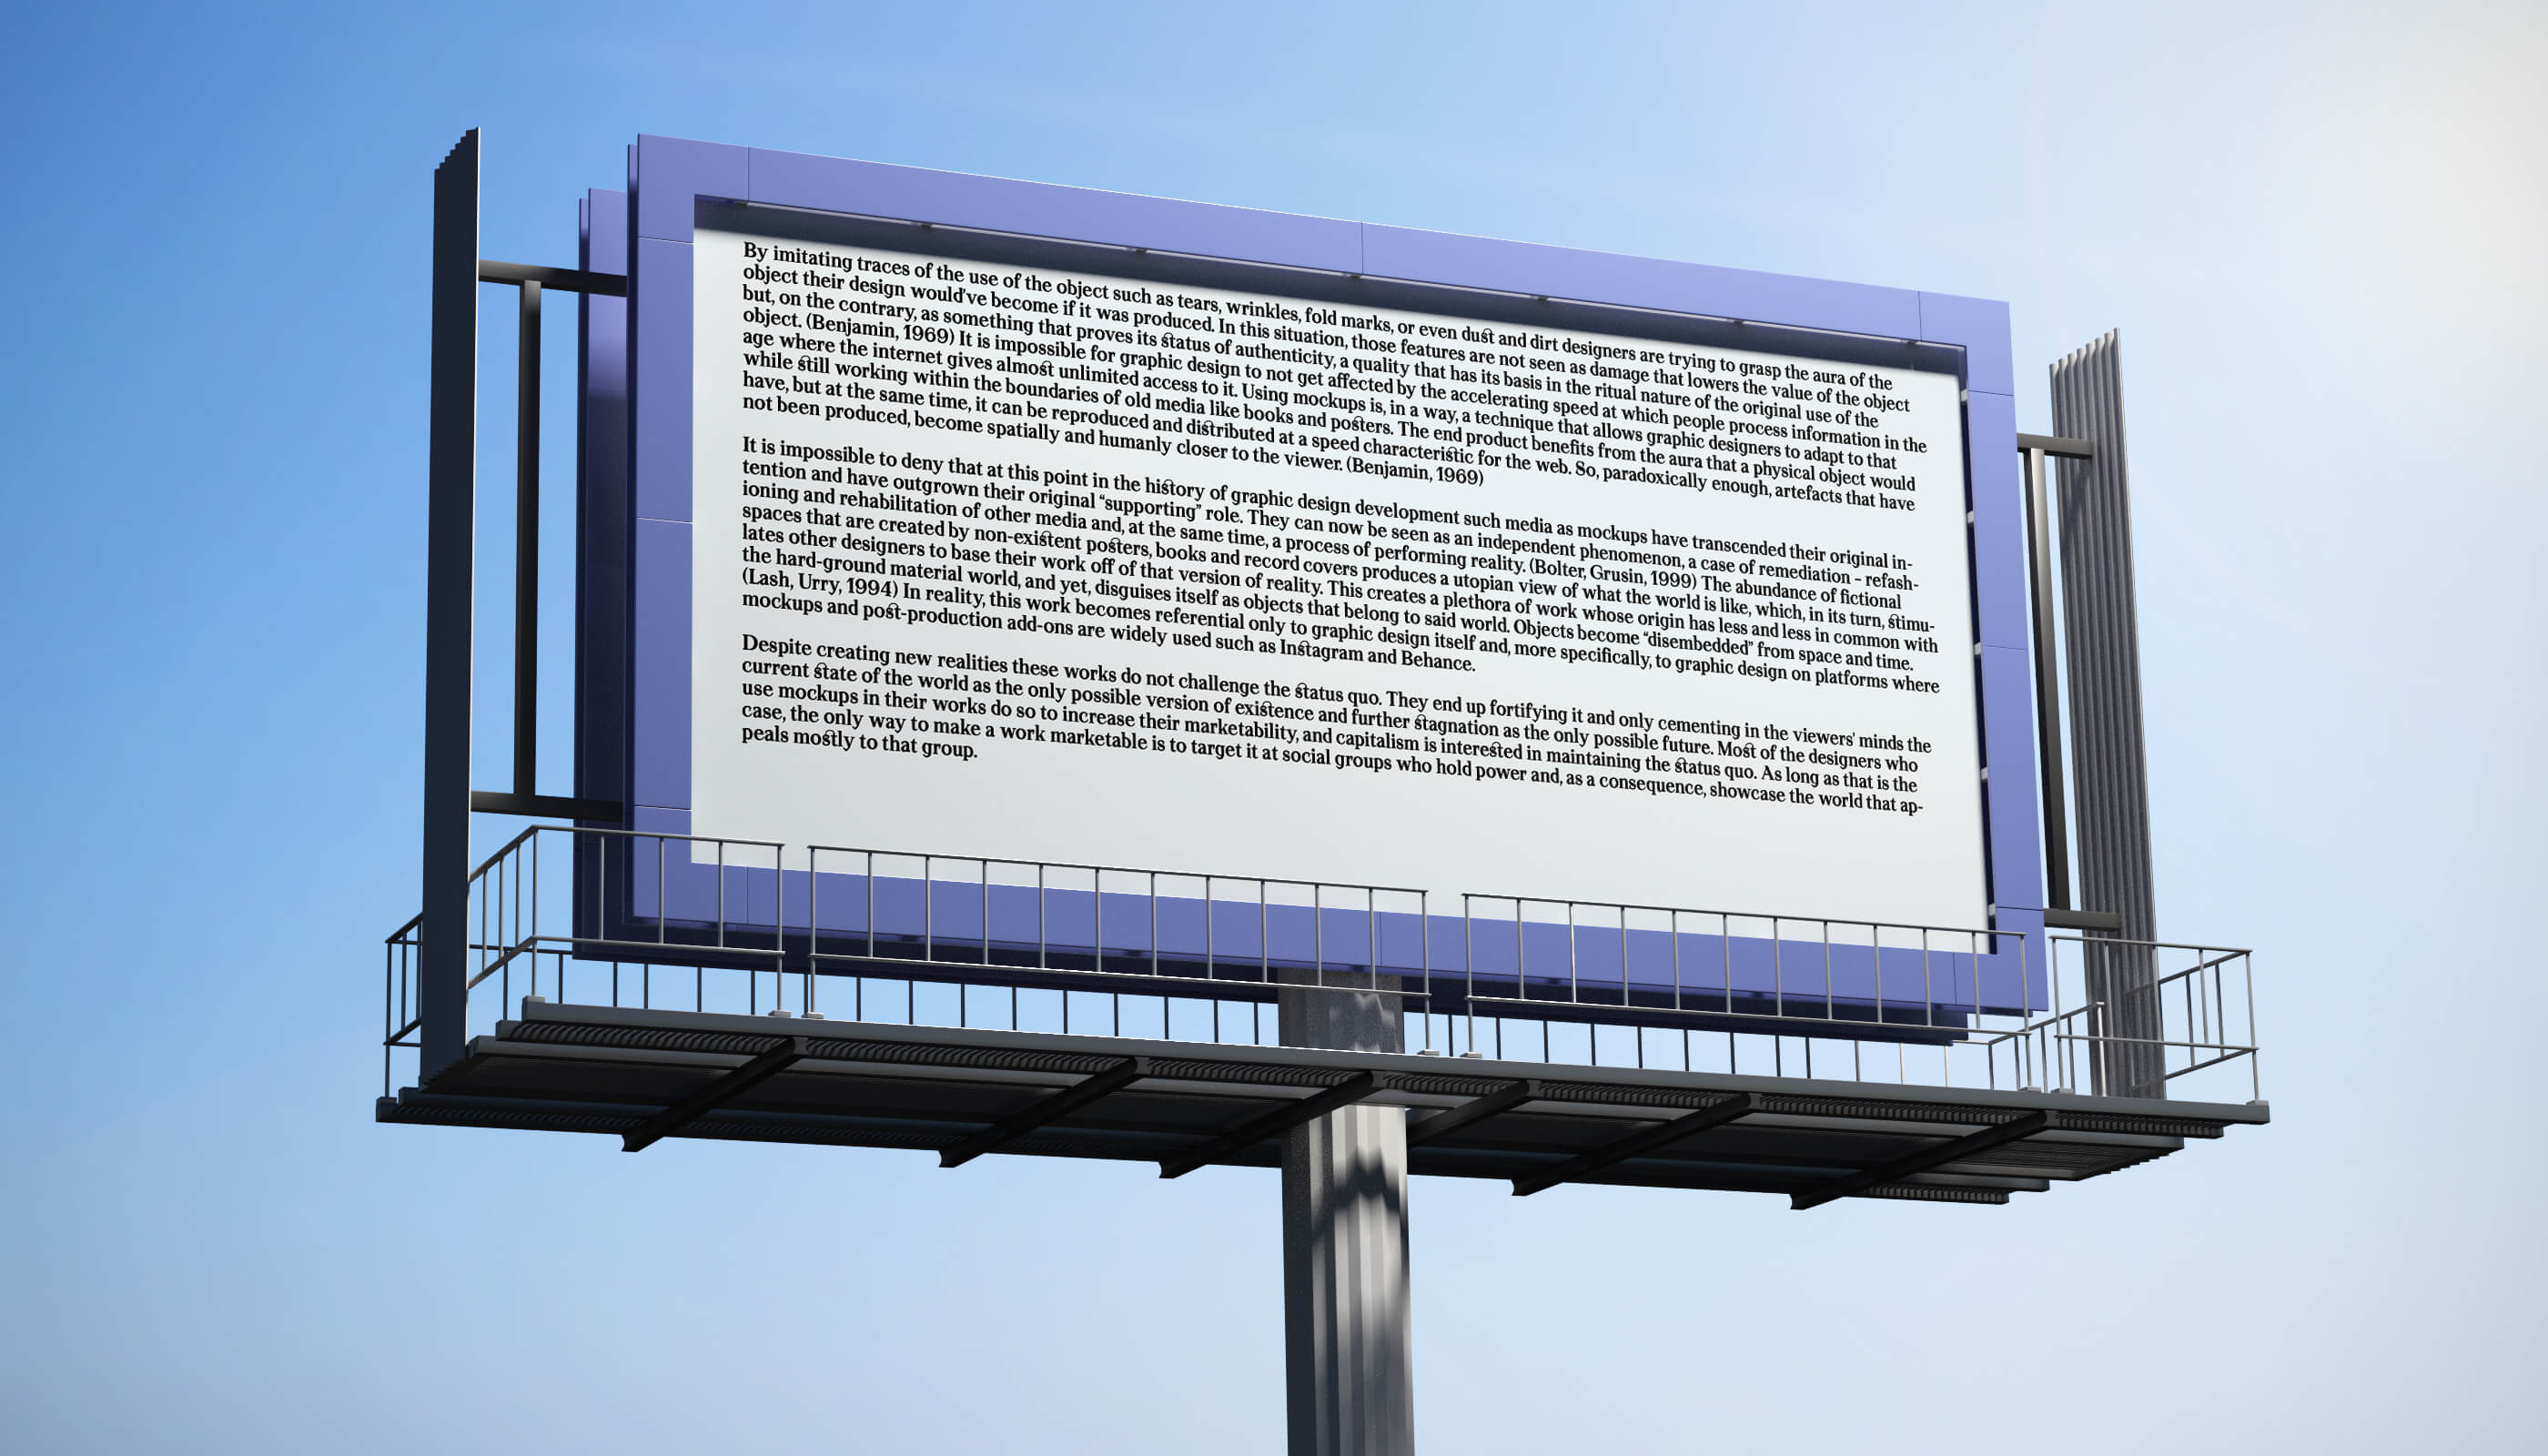 By imitating traces of the use of the object such as tears, wrinkles, fold marks, or even dust and dirt designers are trying to grasp the aura of the
object their design would've become if it was produced. In this situation, those features are not seen as damage that lowers the value of the object
but, on the contrary, as something that proves its status of authenticity, a quality that has its basis in the ritual nature of the original use of the
object. (Benjamin, 1969) It is impossible for graphic design to not get affected by the accelerating speed at which people process information in the
age where the internet gives almost unlimited access to it. Using mockups is, in a way, a technique that allows graphic designers to adapt to that
while still working within the boundaries of old media like books and posters. The end product benefits from the aura that a physical object would
have, but at the same time, it can be reproduced and distributed at a speed characteristic for the web. So, paradoxically enough, artefacts that have
not been produced, become spatially and humanly closer to the viewer. (Benjamin, 1969)
It is impossible to deny that at this point in the history of graphic design development such media as mockups have transcended their original in-
tention and have outgrown their original “supporting” role. They can now be seen as an independent phenomenon, a case of remediation – refash-
ioning and rehabilitation of other media and, at the same time, a process of performing reality. (Bolter, Grusin, 1999) The abundance of fictional
spaces that are created by non-existent posters, books and record covers produces a utopian view of what the world is like, which, in its turn, stimu-
lates other designers to base their work off of that version of reality. This creates a plethora of work whose origin has less and less in common with
the hard-ground material world, and yet, disguises itself as objects that belong to said world. Objects become “disembedded” from space and time.
(Lash, Urry, 1994) In reality, this work becomes referential only to graphic design itself and, more specifically, to graphic design on platforms where
mockups and post-production add-ons are widely used such as Instagram and Behance.
Despite creating new realities these works do not challenge the status quo. They end up fortifying it and only cementing in the viewers' minds the
current state of the world as the only possible version of existence and further stagnation as the only possible future. Most of the designers who
use mockups in their works do so to increase their marketability, and capitalism is interested in maintaining the status quo. As long as that is the
case, the only way to make a work marketable is to target it at social groups who hold power and, as a consequence, showcase the world that ap-
peals mostly to that group.